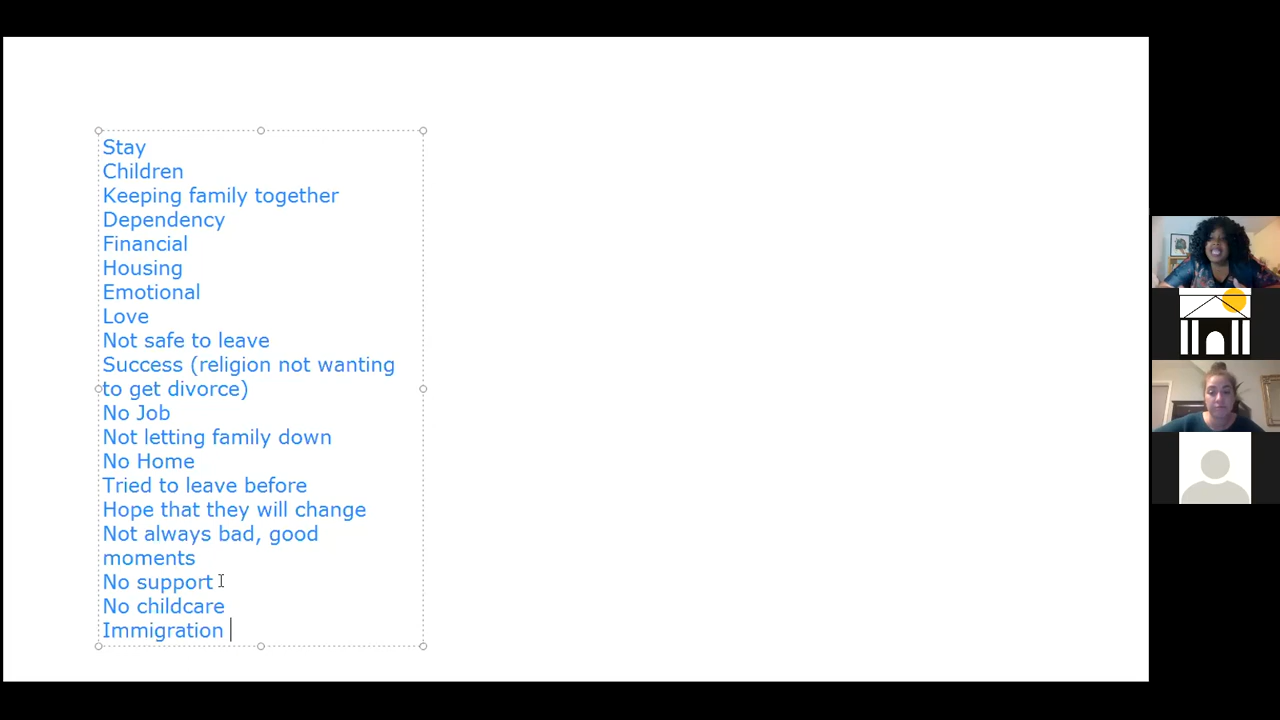 Stay
Children
Keeping family together
Dependency
Financial
Housing
Emotional
Love
Not safe to leave
Success (religion not wanting
to get divorce)
No Job
Not letting family down
No Home
Tried to leave before
Hope that they will change
Not always bad, good
moments
No support
No childcare
Immigration